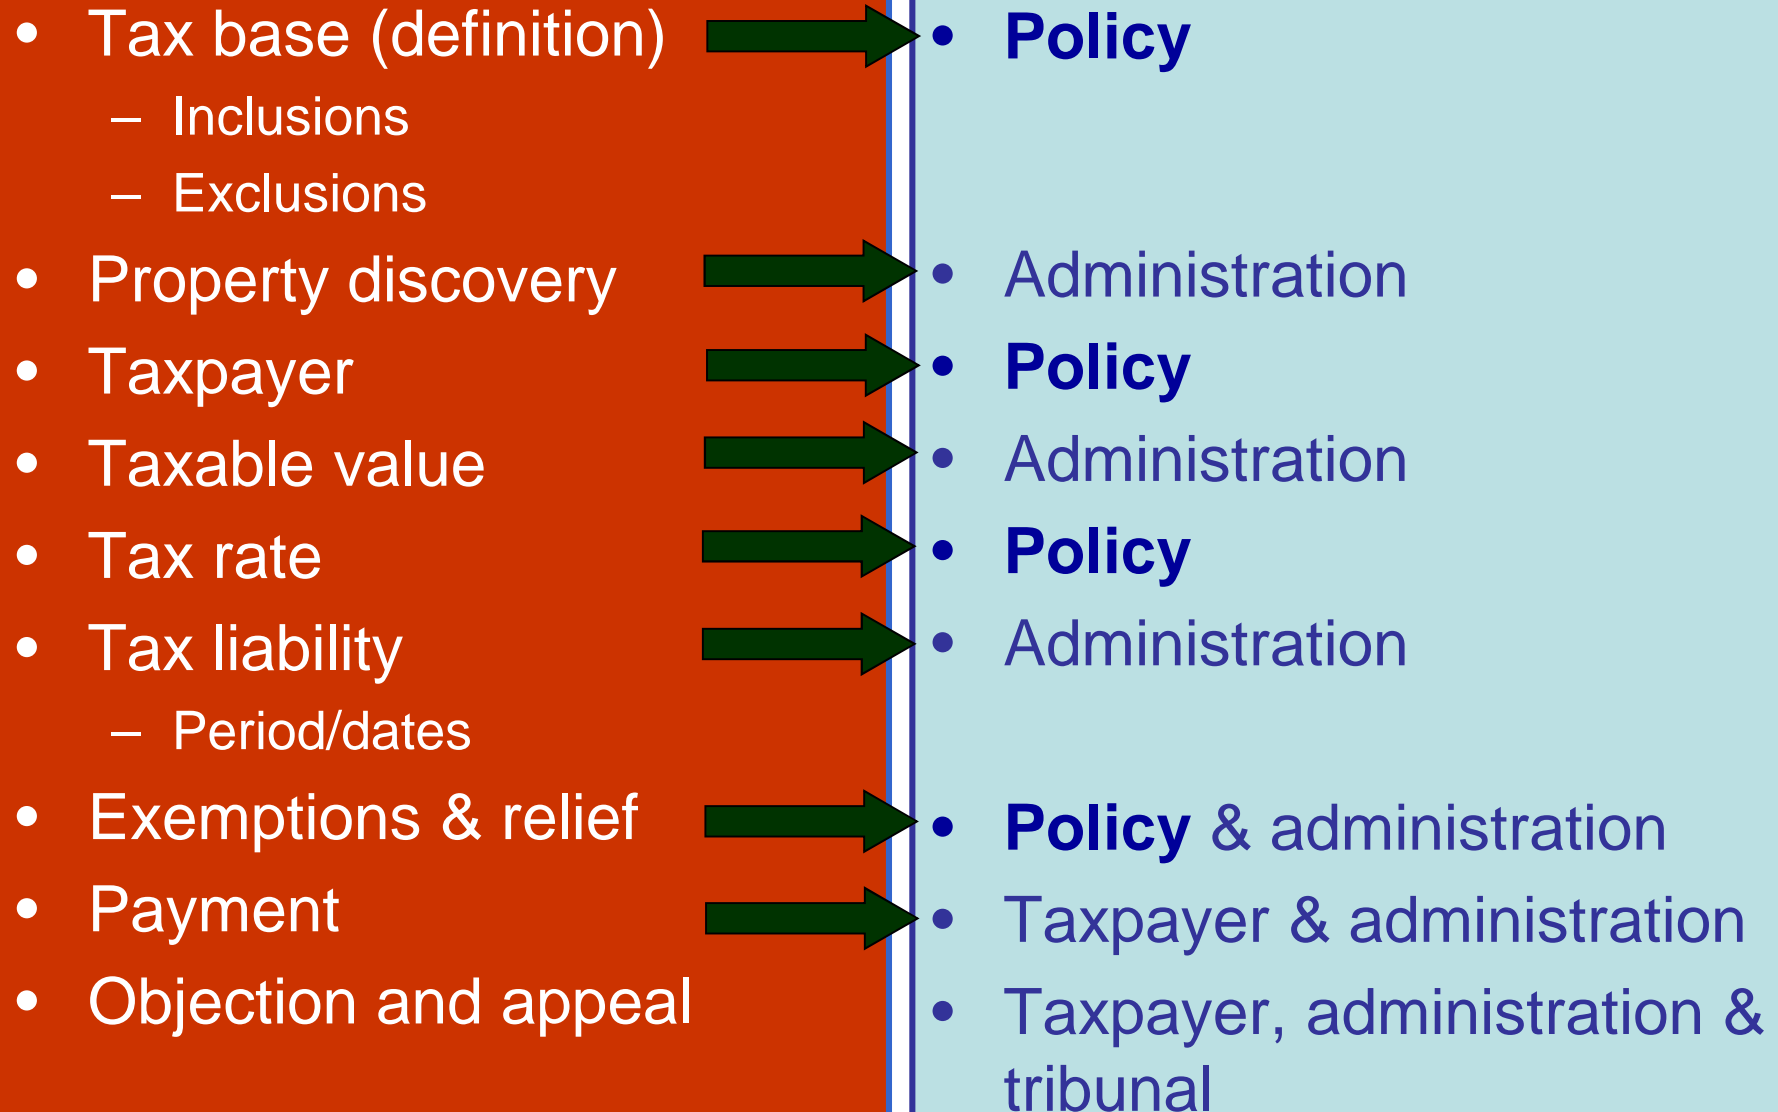 • Tax base (definition)
– Inclusions
– Exclusions
• Property discovery
• Taxpayer
• Taxable value
• Tax rate
• Tax liability
– Period/dates
• Exemptions & relief
• Payment
• Objection and appeal
• Policy
• Administration
• Policy
• Administration
• Policy
• Administration
• Policy & administration
• Taxpayer & administration
• Taxpayer, administration &
tribunal